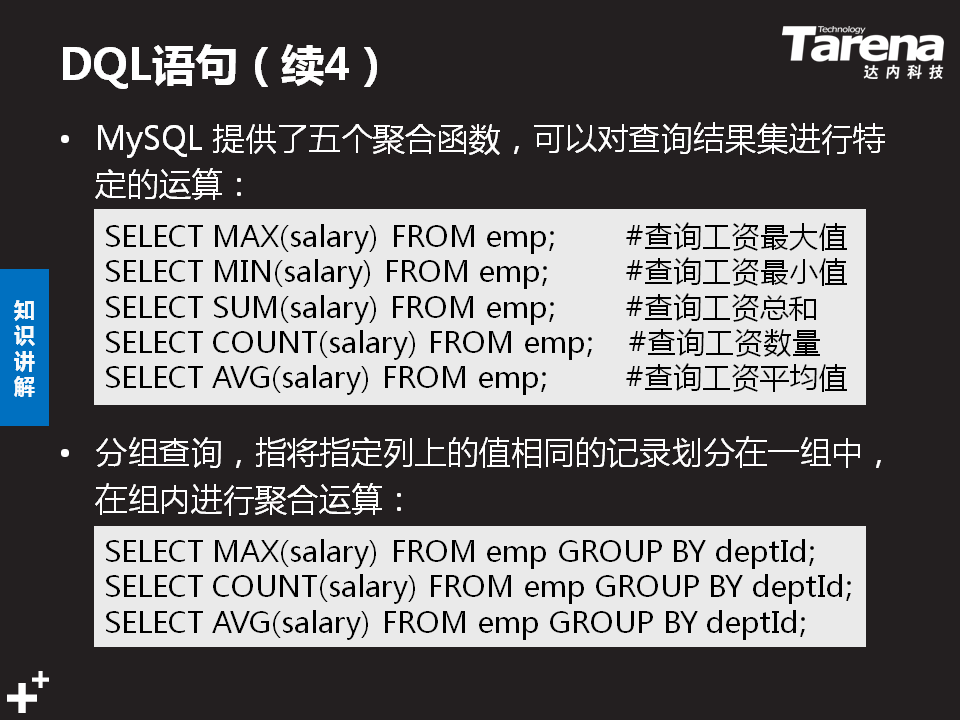 DQL语句（续4）
Technology
Tarena
达内科技
• MySQL 提供了五个聚合函数，可以对查询结果集进行特
定的运算：
SELECT MAX(salary) FROM emp; #查询工资最大值
SELECT MIN(salary) FROM emp; #查询工资最小值
SELECT SUM(salary) FROM emp; #查询工资总和
SELECT COUNT(salary) FROM emp; #查询工资数量
SELECT AVG(salary) FROM emp; #查询工资平均值
知识讲解
• 分组查询，指将指定列上的值相同的记录划分在一组中，
在组内进行聚合运算：
SELECT MAX(salary) FROM emp GROUP BY deptId;
SELECT COUNT(salary) FROM emp GROUP BY deptId;
SELECT AVG(salary) FROM emp GROUP BY deptId;